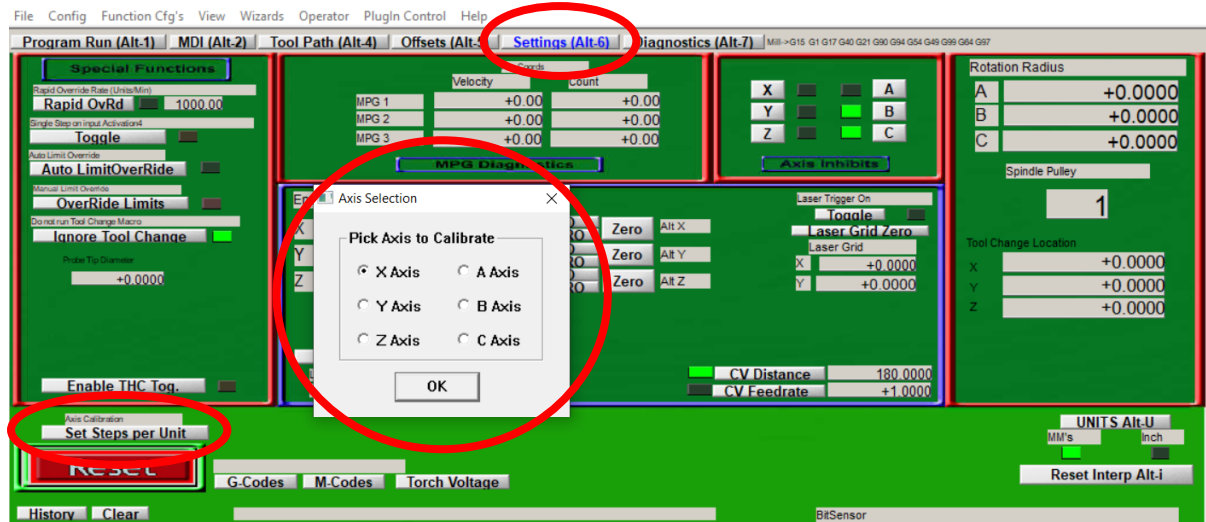 File Config Function Cfg's View Wizards Operator PlugIn Control Help
Program Run (Alt-1) MDI (Alt-2) Tool Path (Alt-4) Offsets (Alt-5) Settings (Alt-6) Diagnostics (Alt-7) Mill->G15 G1 G17 G40 G21 G90 G94 G54 G49 G99 G64 G97
Special Functions
Rapid Override Rate (Units/Min)
Rapid OvRd 1000.00
Single Step on input Activation4
Toggle
Auto Limit Override
Auto LimitOverRide
Manual Limit Override
OverRide Limits
Do not run Tool Change Macro
Ignore Tool Change
Probe Tip Diameter
+0.0000
Enable THC Tog.
Coords
Velocity Count
MPG 1 +0.00 +0.00
MPG 2 +0.00 +0.00
MPG 3 +0.00 +0.00
MPG Diagnostics
X A
Y B
Z C
Axis Inhibits
Rotation Radius
A +0.0000
B +0.0000
C +0.0000
Spindle Pulley
1
Tool Change Location
X +0.0000
Y +0.0000
Z +0.0000
X Zero Alt X
Y Zero Alt Y
Z Zero Alt Z
Laser Trigger On
Toggle
Laser Grid Zero
Laser Grid
X +0.0000
Y +0.0000
CV Distance 180.0000
CV Feedrate +1.0000
Axis Selection
Pick Axis to Calibrate
X Axis A Axis
Y Axis B Axis
Z Axis C Axis
OK
Axis Calibration
Set Steps per Unit
Reset
G-Codes M-Codes Torch Voltage
UNITS Alt-U
MM's Inch
Reset Interp Alt-i
History Clear
BitSensor